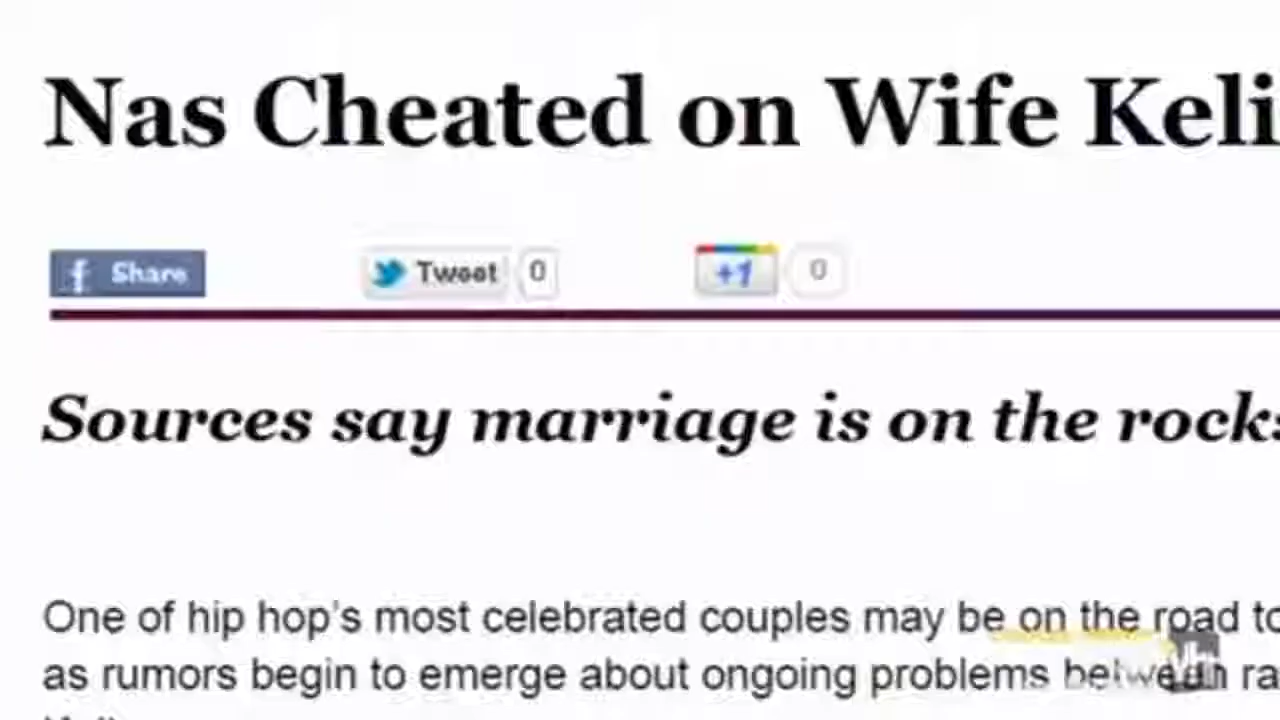 Nas Cheated on Wife Keli
Share Tweet 0 +1 0
Sources say marriage is on the rocks
One of hip hop's most celebrated couples may be on the road to
as rumors begin to emerge about ongoing problems between ra